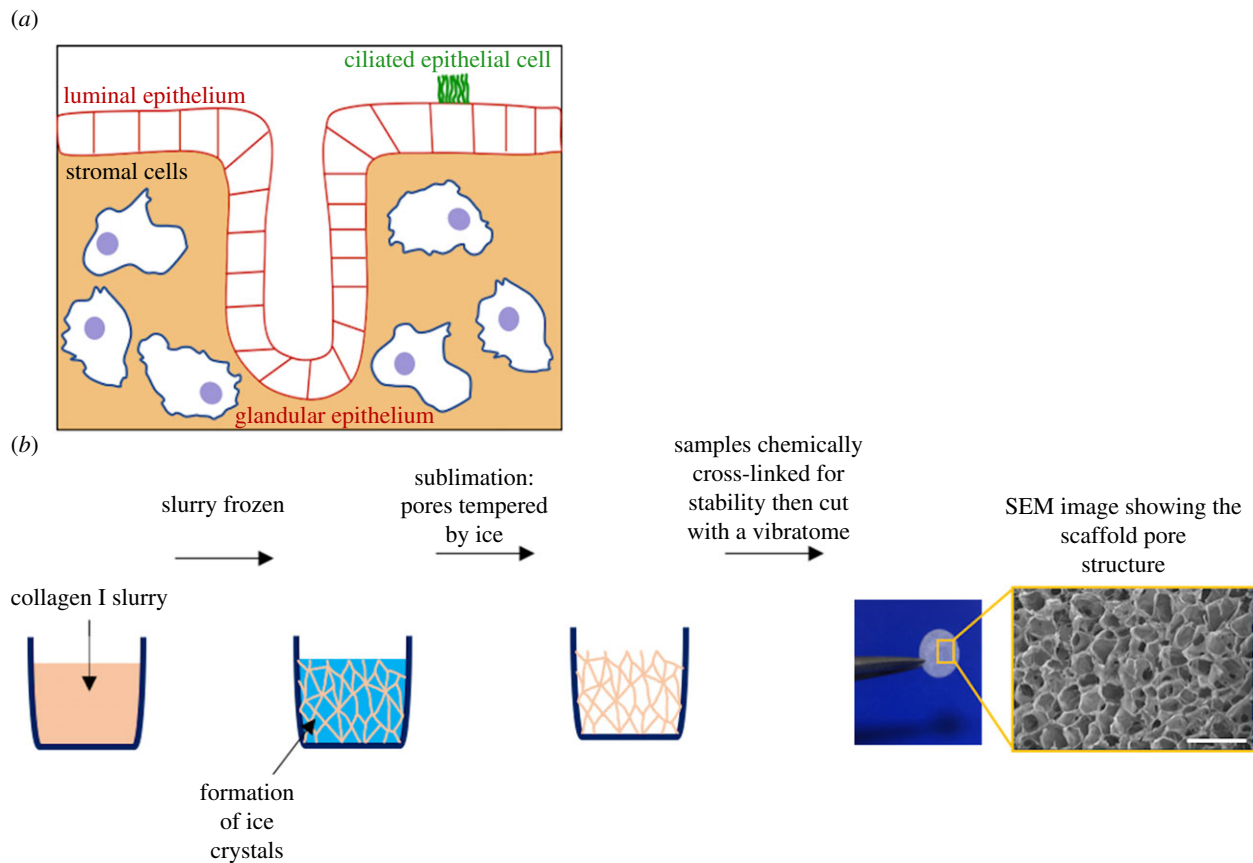 (a)
ciliated epithelial cell
luminal epithelium
stromal cells
glandular epithelium
(b)
slurry frozen
sublimation:
pores tempered
by ice
samples chemically
cross-linked for
stability then cut
with a vibratome
SEM image showing the
scaffold pore
structure
collagen I slurry
formation
of ice
crystals